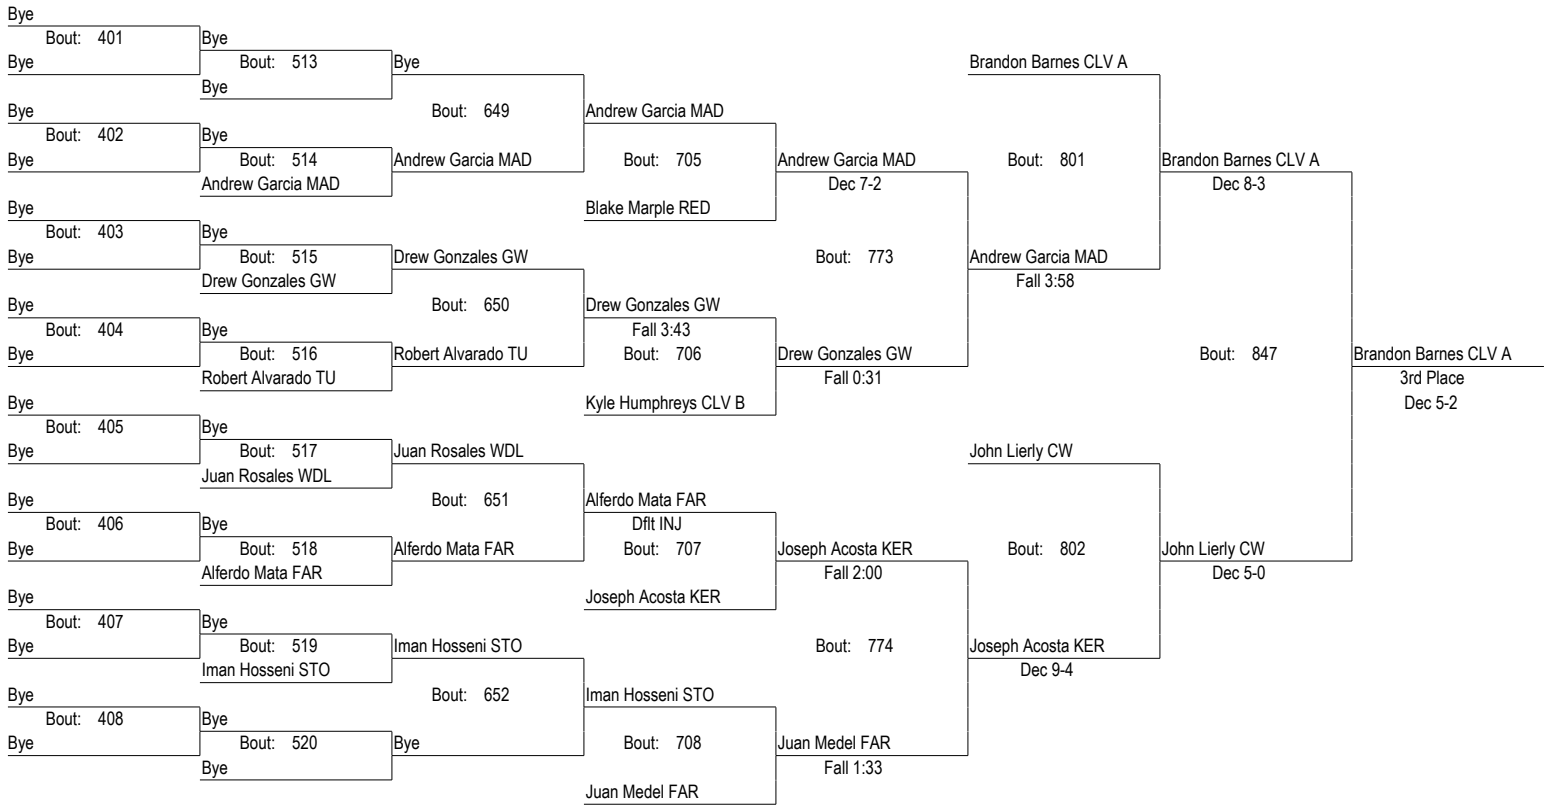 Bye
Bout: 401 Bye
Bye Bout: 513 Bye Brandon Barnes CLV A
Bye
Bye Bout: 649 Andrew Garcia MAD
Bout: 402 Bye
Bye Bout: 514 Andrew Garcia MAD Bout: 705 Andrew Garcia MAD Bout: 801 Brandon Barnes CLV A
Andrew Garcia MAD Dec 7-2 Dec 8-3
Bye Blake Marple RED
Bout: 403 Bye
Bye Bout: 515 Drew Gonzales GW Bout: 773 Andrew Garcia MAD
Drew Gonzales GW Fall 3:58
Bye Bout: 650 Drew Gonzales GW
Bout: 404 Bye Fall 3:43
Bye Bout: 516 Robert Alvarado TU Bout: 706 Drew Gonzales GW Bout: 847 Brandon Barnes CLV A
Robert Alvarado TU Fall 0:31 3rd Place
Bye Kyle Humphreys CLV B Dec 5-2
Bout: 405 Bye
Bye Bout: 517 Juan Rosales WDL John Lierly CW
Juan Rosales WDL
Bye Bout: 651 Alferdo Mata FAR
Bout: 406 Bye Dflt INJ
Bye Bout: 518 Alferdo Mata FAR Bout: 707 Joseph Acosta KER Bout: 802 John Lierly CW
Alferdo Mata FAR Fall 2:00 Dec 5-0
Bye Joseph Acosta KER
Bout: 407 Bye
Bye Bout: 519 Iman Hosseni STO Bout: 774 Joseph Acosta KER
Iman Hosseni STO Dec 9-4
Bye Bout: 652 Iman Hosseni STO
Bout: 408 Bye
Bye Bout: 520 Bye Bout: 708 Juan Medel FAR
Bye Fall 1:33
Juan Medel FAR